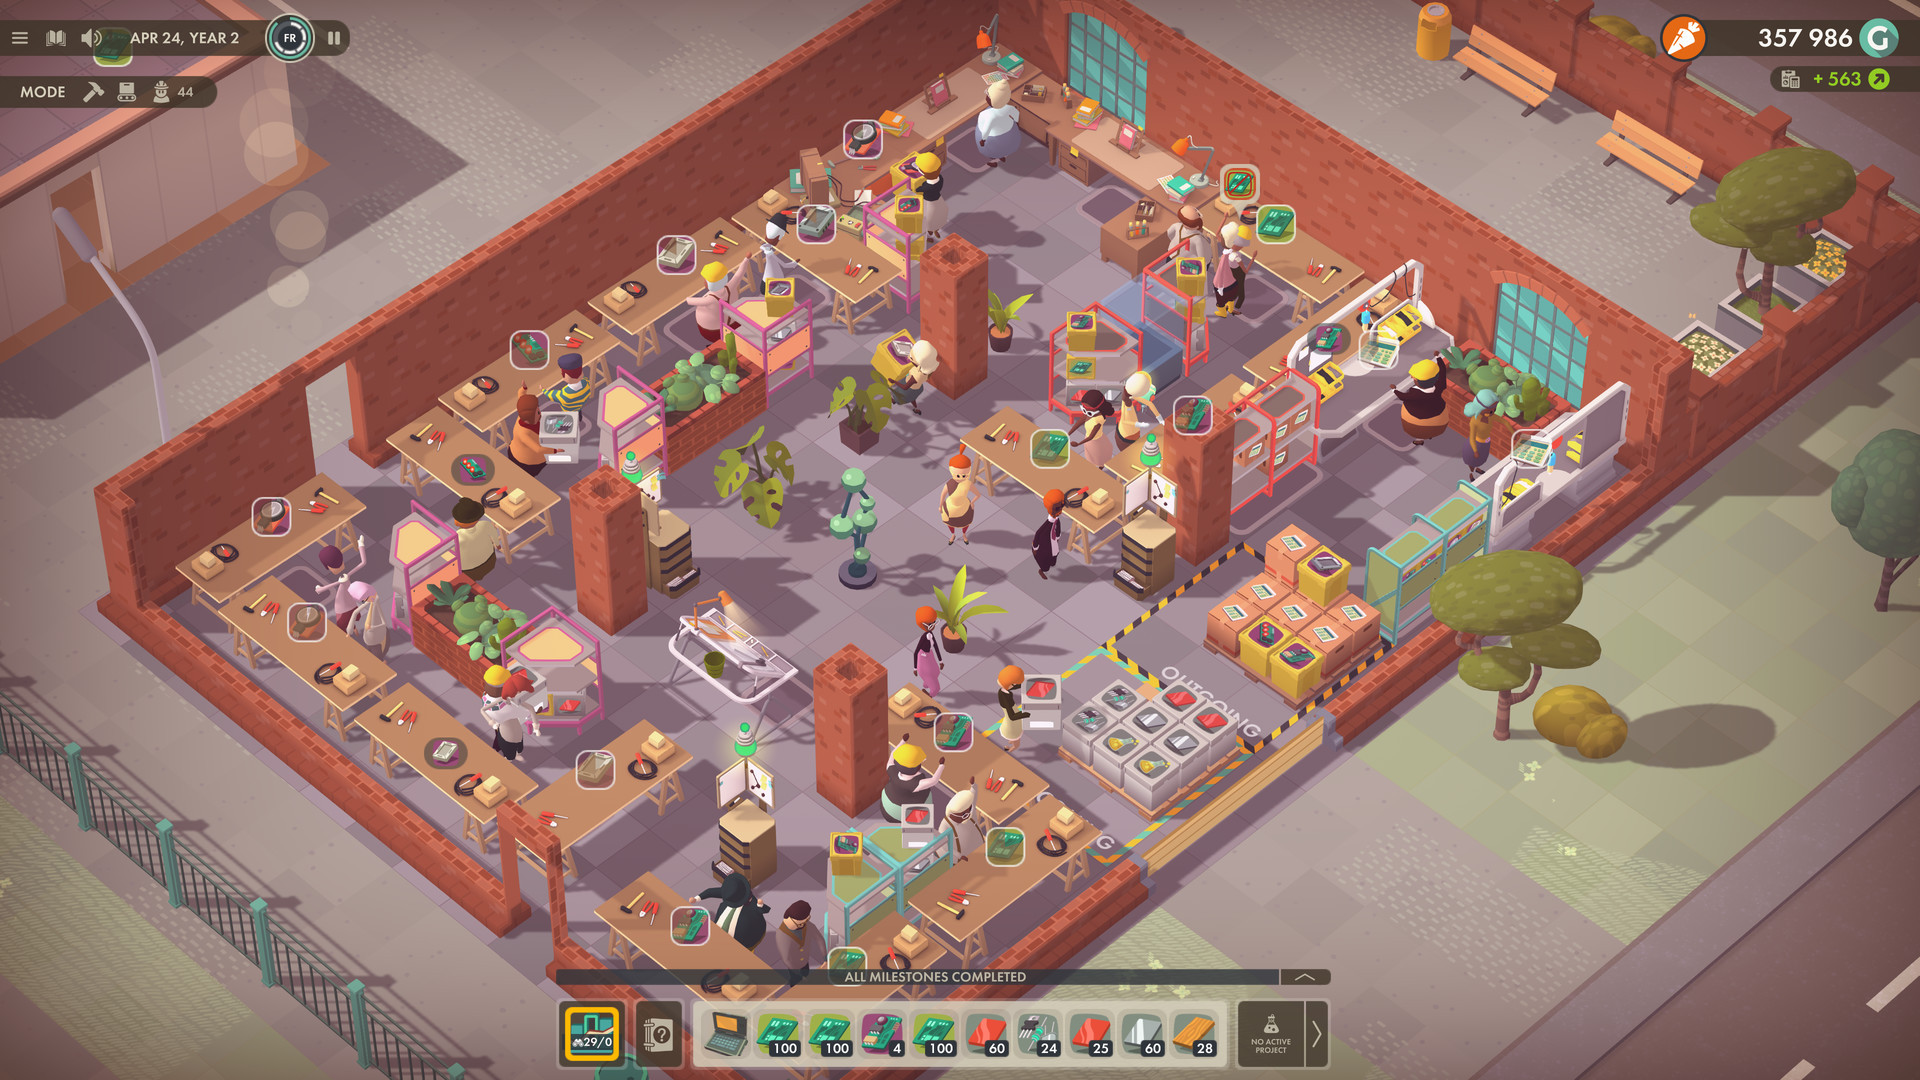 APR 24, YEAR 2
FR
357 986
G
+ 563
MODE
44
OUTGOING
G
ALL MILESTONES COMPLETED
29/0
?
100
100
4
100
60
24
25
60
28
NO ACTIVE
PROJECT